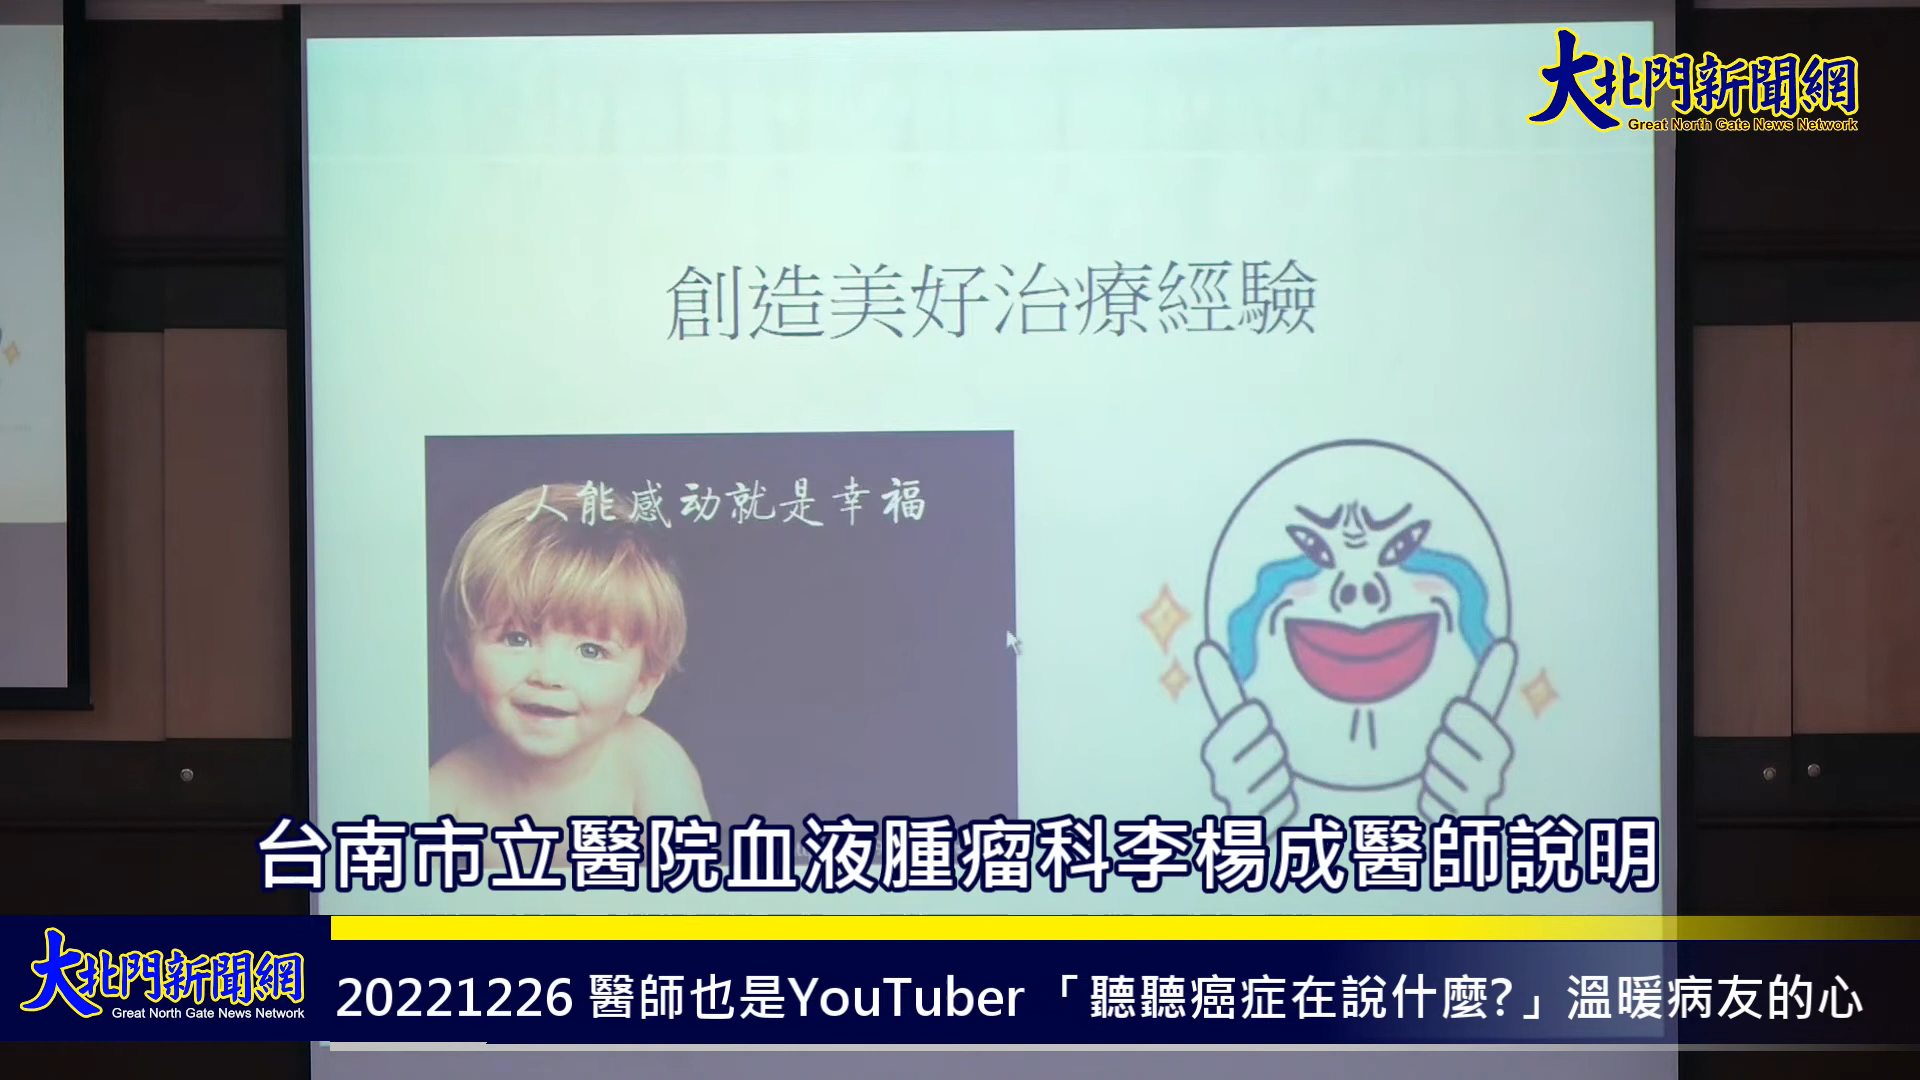 大北門新聞網
Great North Gate News Network
創造美好治療經驗
人能感动就是幸福
台南市立醫院血液腫瘤科李楊成醫師說明
大北門新聞網
Great North Gate News Network
20221226 醫師也是YouTuber 「聽聽癌症在說什麼?」溫暖病友的心